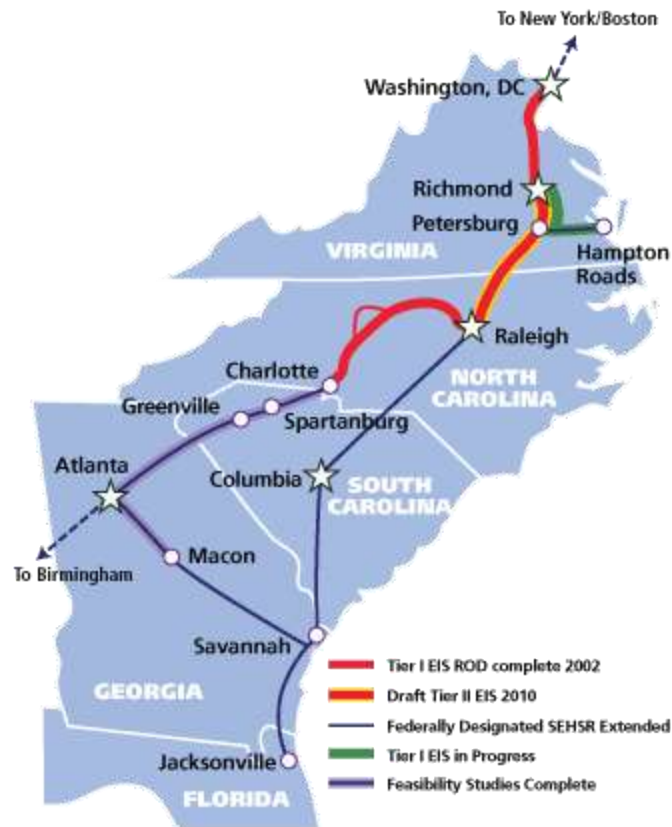 To New York/Boston
Washington, DC
Richmond
Petersburg
Hampton
Roads
VIRGINIA
Raleigh
Charlotte
NORTH
CAROLINA
Greenville
Spartanburg
Atlanta
Columbia
SOUTH
CAROLINA
Macon
To Birmingham
Savannah
GEORGIA
Jacksonville
FLORIDA
Tier I EIS ROD complete 2002
Draft Tier II EIS 2010
Federally Designated SEHSR Extended
Tier I EIS in Progress
Feasibility Studies Complete